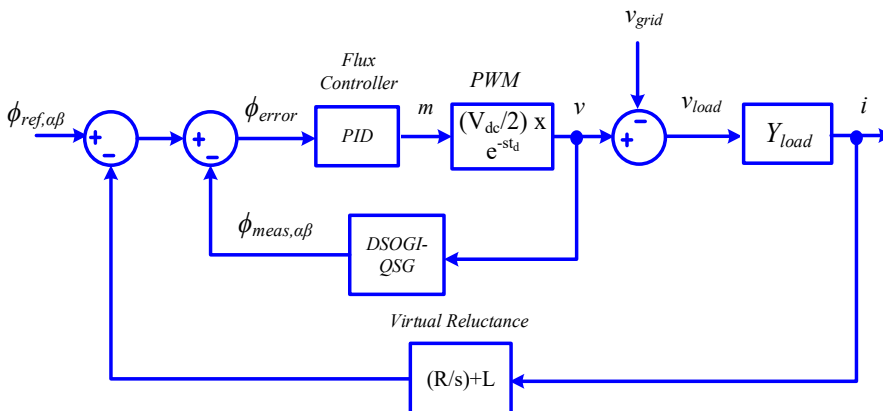 v_grid
Flux
Controller
PWM
ϕ_ref,αβ
+
−
+
−
ϕ_error
PID
m
(V_dc/2) x
e^-st_d
v
−
+
v_load
Y_load
i
ϕ_meas,αβ
DSOGI-
QSG
Virtual Reluctance
(R/s)+L